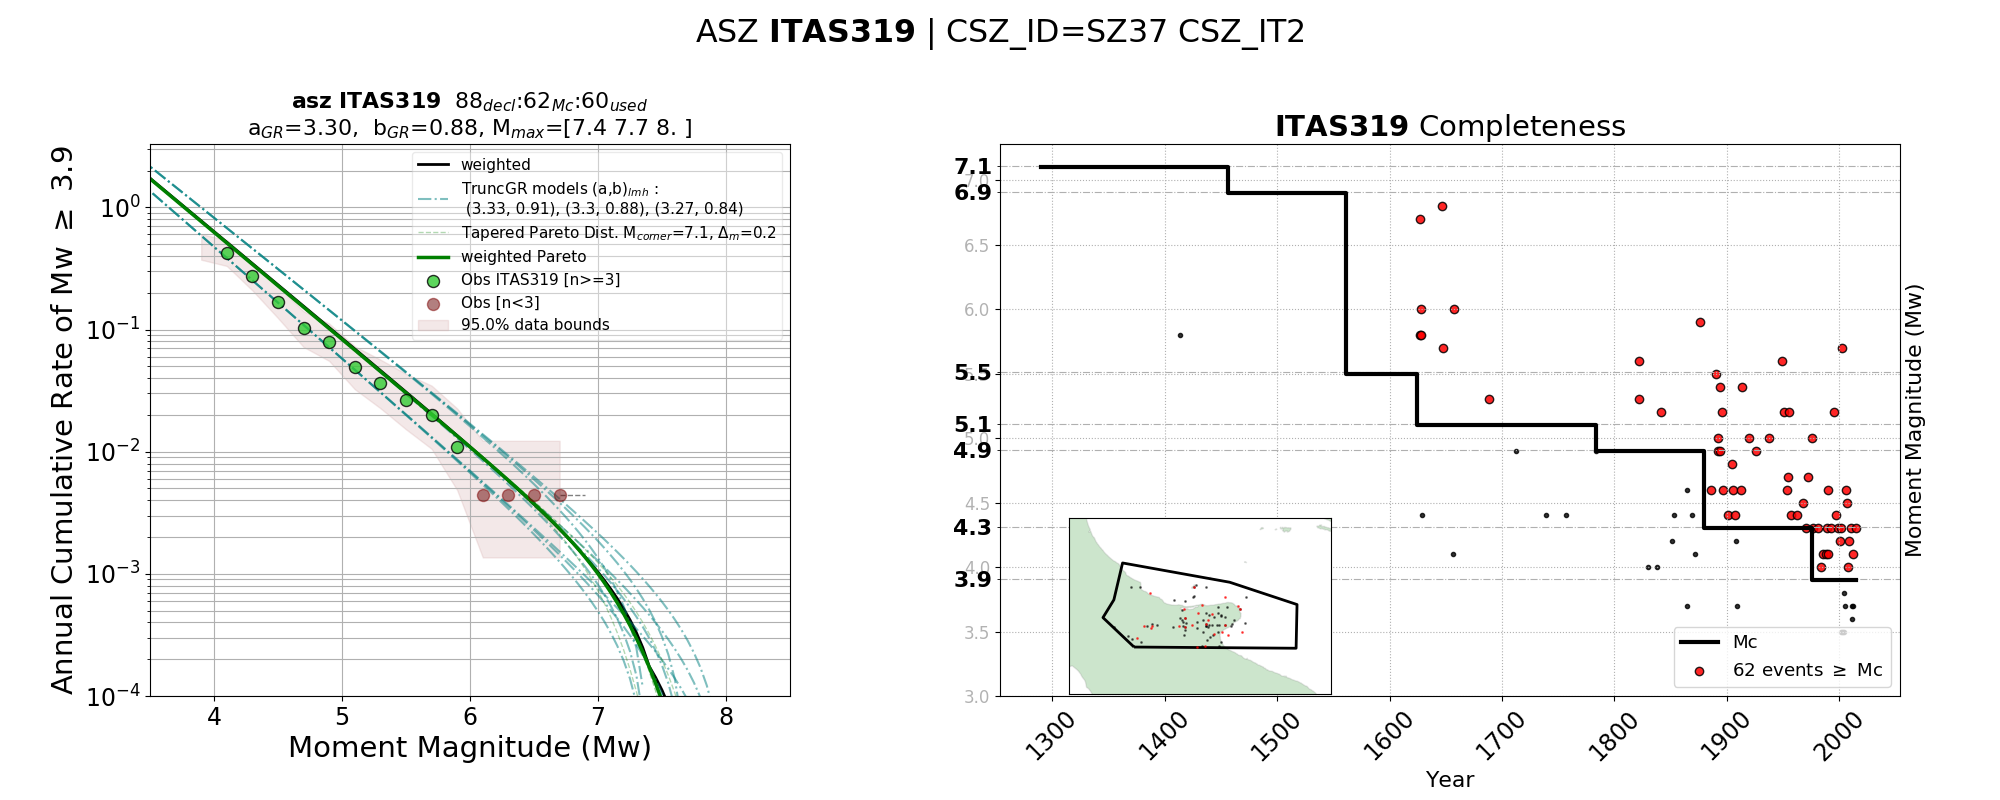 ASZ ITAS319 | CSZ_ID=SZ37 CSZ_IT2
asz ITAS319 88decl:62Mc:60used
aGR=3.30, bGR=0.88, Mmax=[7.4 7.7 8. ]
Annual Cumulative Rate of Mw ≥ 3.9
10^0
10^-1
10^-2
10^-3
10^-4
weighted
TruncGR models (a,b)lmh :
(3.33, 0.91), (3.3, 0.88), (3.27, 0.84)
Tapered Pareto Dist. Mcorner=7.1, Δm=0.2
weighted Pareto
Obs ITAS319 [n>=3]
Obs [n<3]
95.0% data bounds
4 5 6 7 8
Moment Magnitude (Mw)
ITAS319 Completeness
7.1
7.0
6.9
6.5
6.0
5.5
5.5
5.1
5.0
4.9
4.5
4.3
4.0
3.9
3.5
3.0
Moment Magnitude (Mw)
Mc
62 events ≥ Mc
1300 1400 1500 1600 1700 1800 1900 2000
Year